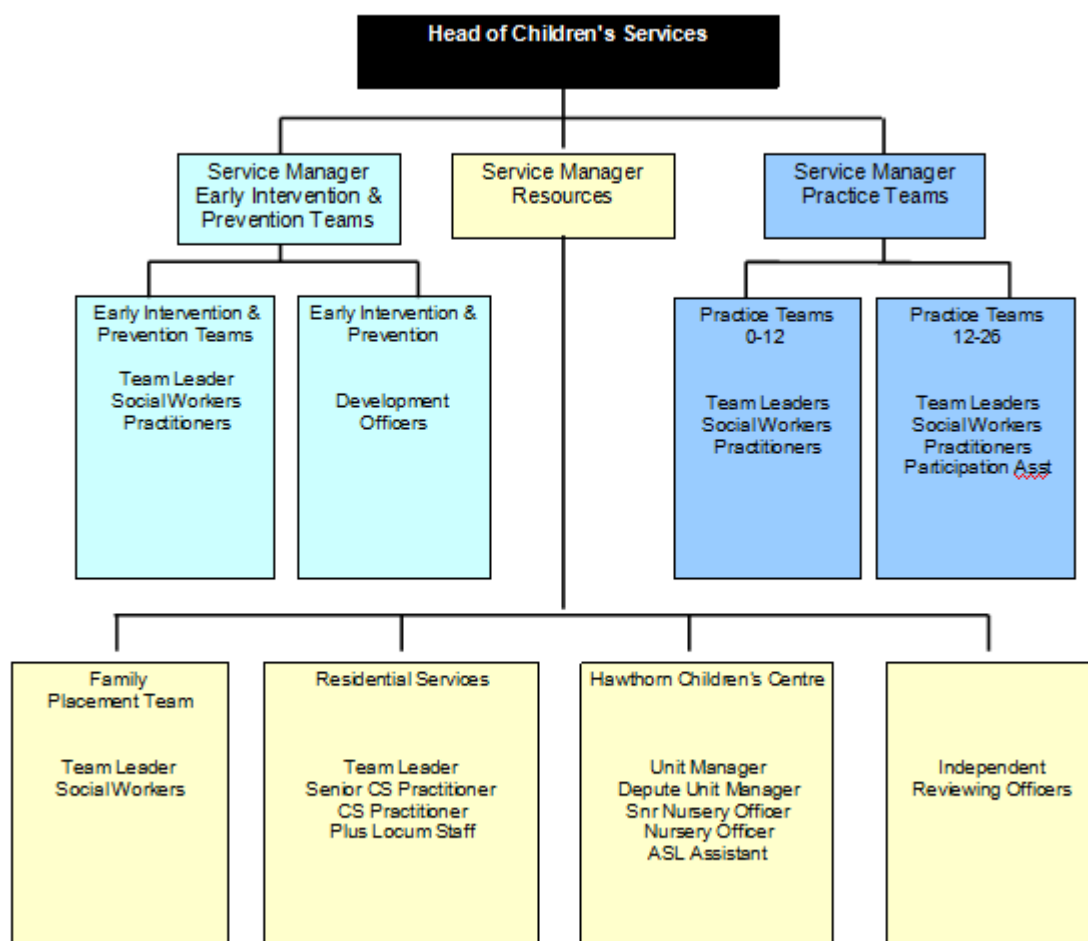 Head of Children's Services
Service Manager
Early Intervention &
Prevention Teams
Service Manager
Resources
Service Manager
Practice Teams
Early Intervention &
Prevention Teams
Team Leader
Social Workers
Practitioners
Early Intervention &
Prevention
Development
Officers
Practice Teams
0-12
Team Leaders
Social Workers
Practitioners
Practice Teams
12-26
Team Leaders
Social Workers
Practitioners
Participation Asst
Family
Placement Team
Team Leader
Social Workers
Residential Services
Team Leader
Senior CS Practitioner
CS Practitioner
Plus Locum Staff
Hawthorn Children's Centre
Unit Manager
Depute Unit Manager
Snr Nursery Officer
Nursery Officer
ASL Assistant
Independent
Reviewing Officers